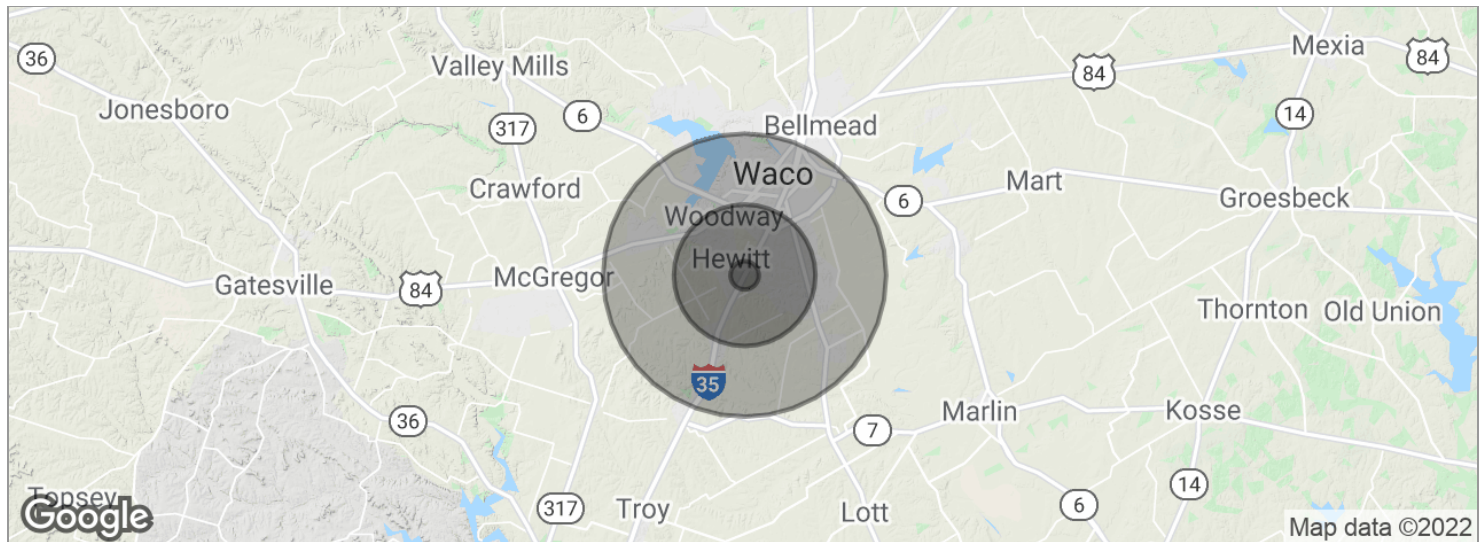 Mexia
36
84
84
Valley Mills
Jonesboro
6
317
14
Bellmead
Waco
Crawford
Mart
6
Groesbeck
Woodway
Hewitt
McGregor
Gatesville
84
Thornton
Old Union
35
Marlin
Kosse
36
7
14
Topsey
317
Troy
Lott
6
Google
Map data ©2022